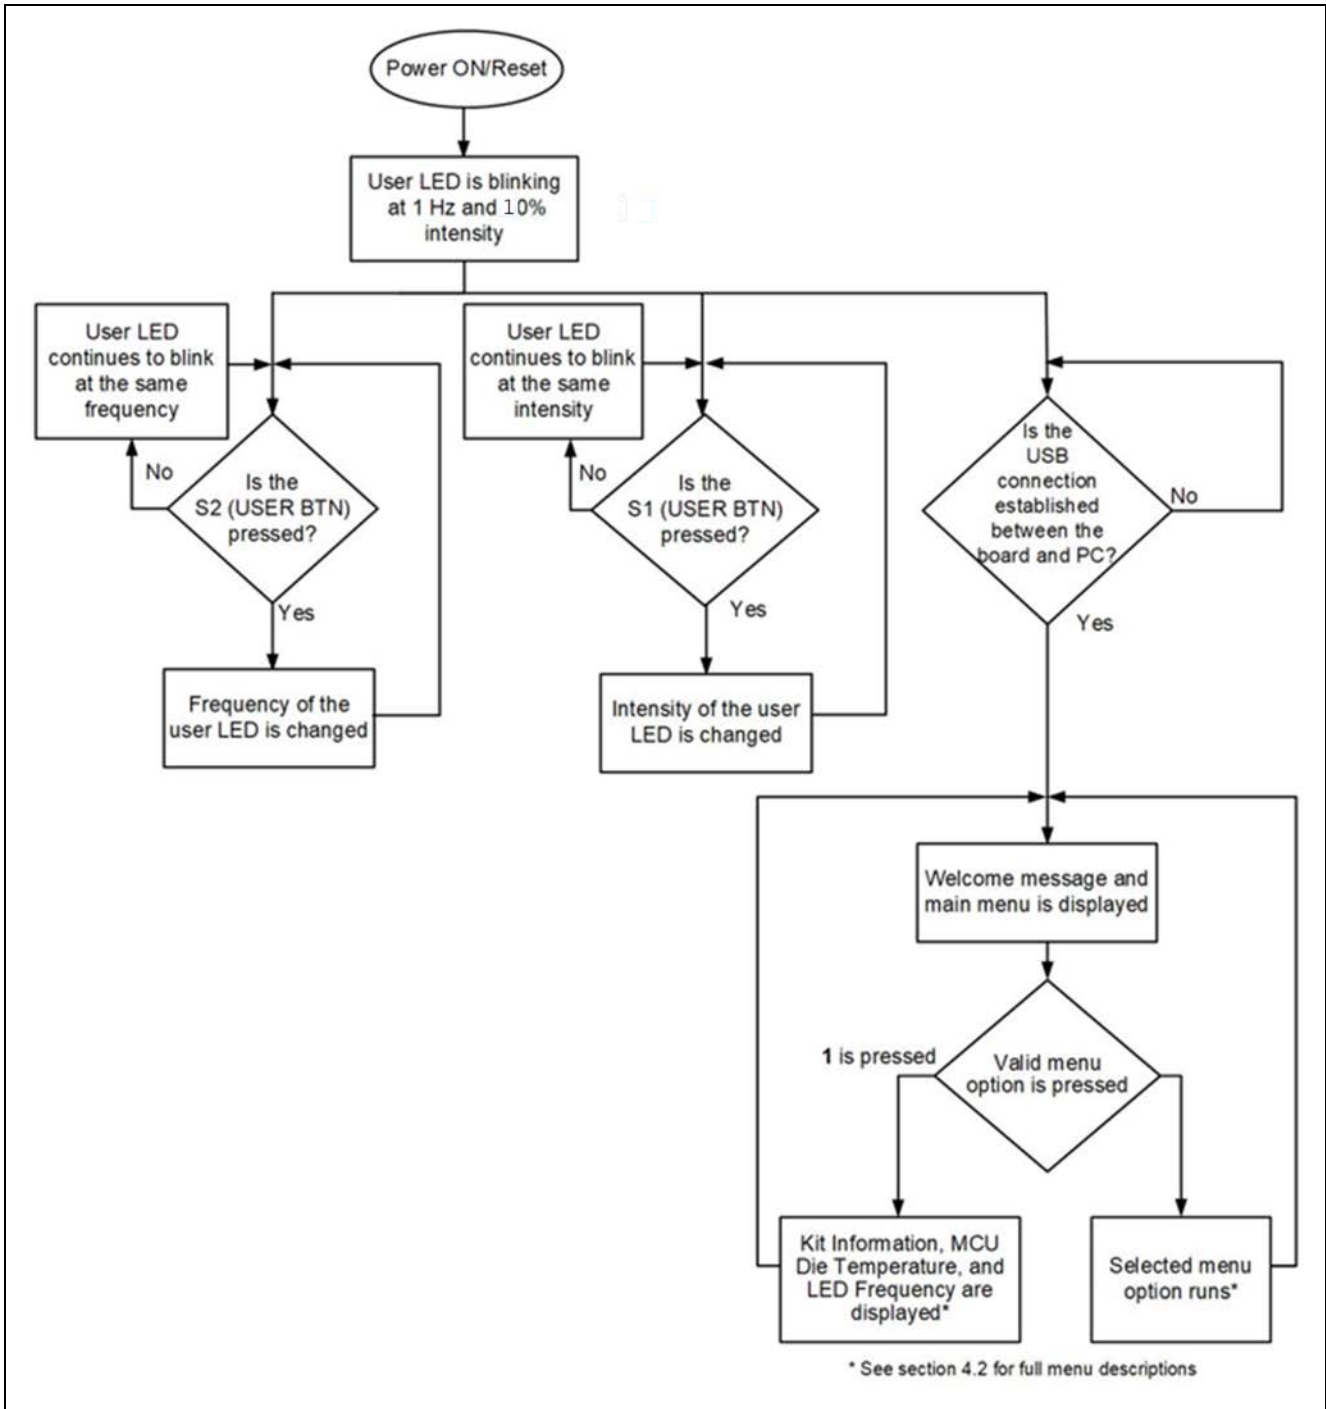 Power ON/Reset
User LED is blinking
at 1 Hz and 10%
intensity
User LED
continues to blink
at the same
frequency
No
Is the
S2 (USER BTN)
pressed?
Yes
Frequency of the
user LED is changed
User LED
continues to blink
at the same
intensity
No
Is the
S1 (USER BTN)
pressed?
Yes
Intensity of the user
LED is changed
Is the
USB
connection
established
between the
board and PC?
No
Yes
Welcome message and
main menu is displayed
1 is pressed
Valid menu
option is pressed
Kit Information, MCU
Die Temperature, and
LED Frequency are
displayed*
Selected menu
option runs*
* See section 4.2 for full menu descriptions